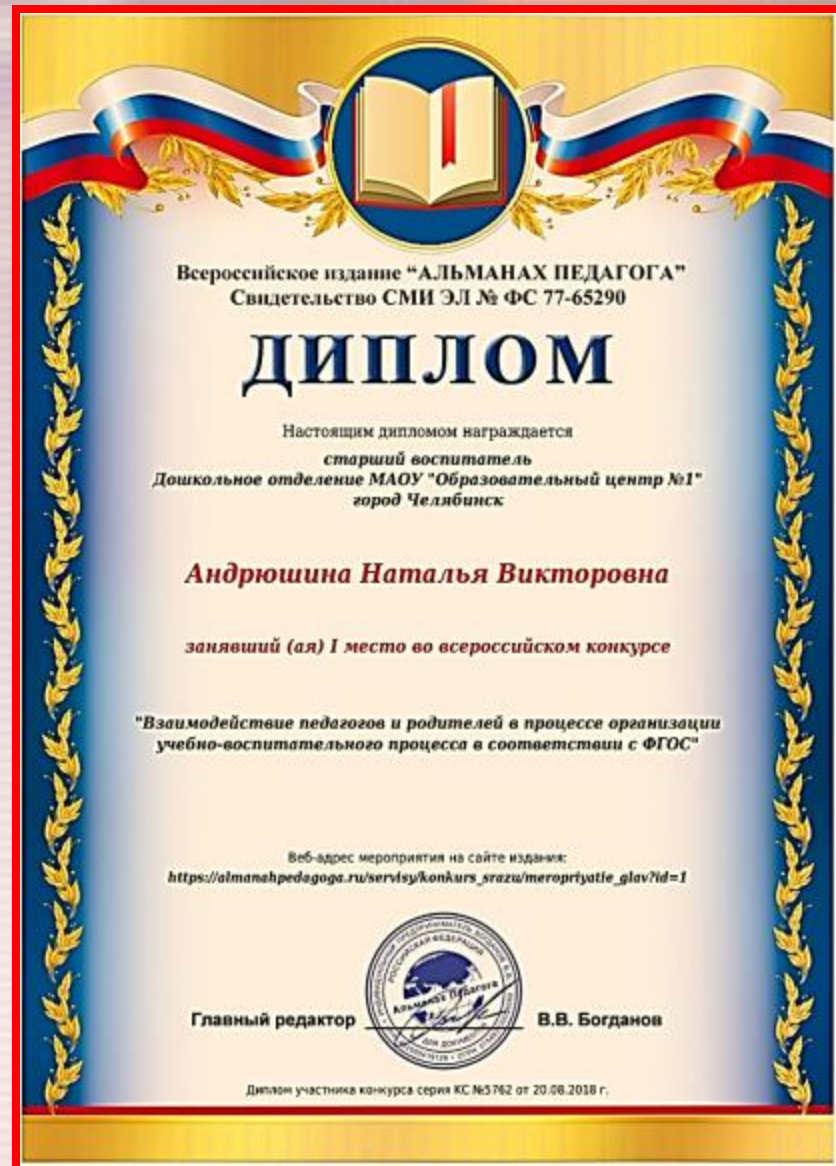 Всероссийское издание “АЛЬМАНАХ ПЕДАГОГА”
Свидетельство СМИ ЭЛ № ФС 77-65290
ДИПЛОМ
Настоящим дипломом награждается
старший воспитатель
Дошкольное отделение МАОУ "Образовательный центр №1"
город Челябинск
Андрюшина Наталья Викторовна
занявший (ая) I место во всероссийском конкурсе
"Взаимодействие педагогов и родителей в процессе организации
учебно-воспитательного процесса в соответствии с ФГОС"
Веб-адрес мероприятия на сайте издания:
https://almanahpedagoga.ru/servisy/konkurs_srazu/meropriyatie_glav?id=1
РОССИЙСКАЯ ФЕДЕРАЦИЯ
Альманах Педагога
Главный редактор В.В. Богданов
Диплом участника конкурса серия КС №5762 от 20.08.2018 г.